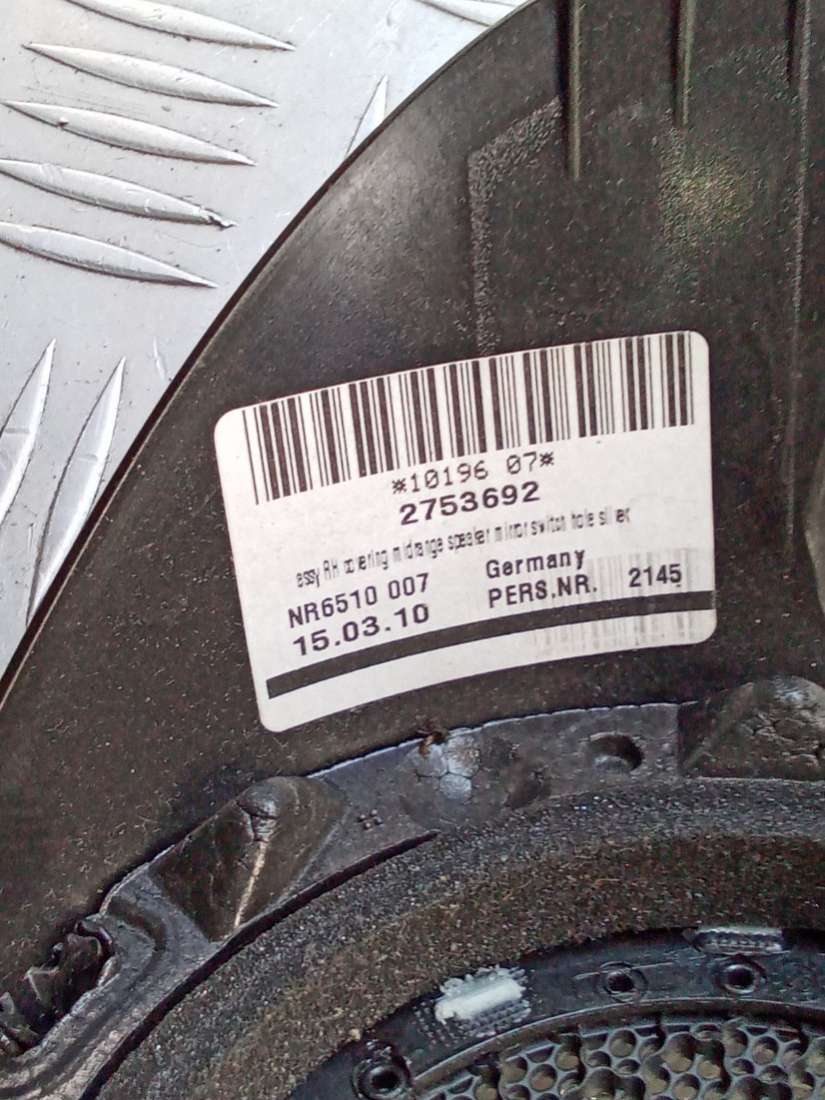 *10196 07*
2753692
assy RH covering midrange speaker mirror switch hole silver
NR6510 007 Germany
15.03.10 PERS.NR. 2145